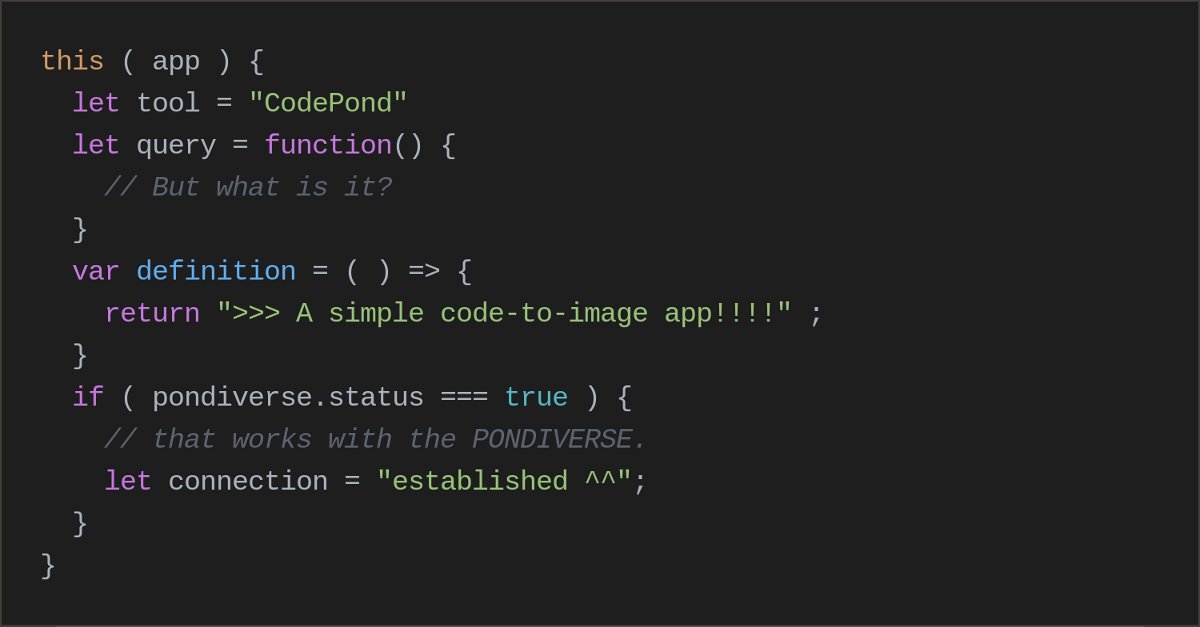 this ( app ) {
  let tool = "CodePond"
  let query = function() {
    // But what is it?
  }
  var definition = ( ) => {
    return ">>> A simple code-to-image app!!!!" ;
  }
  if ( pondiverse.status === true ) {
    // that works with the PONDIVERSE.
    let connection = "established ^^";
  }
}